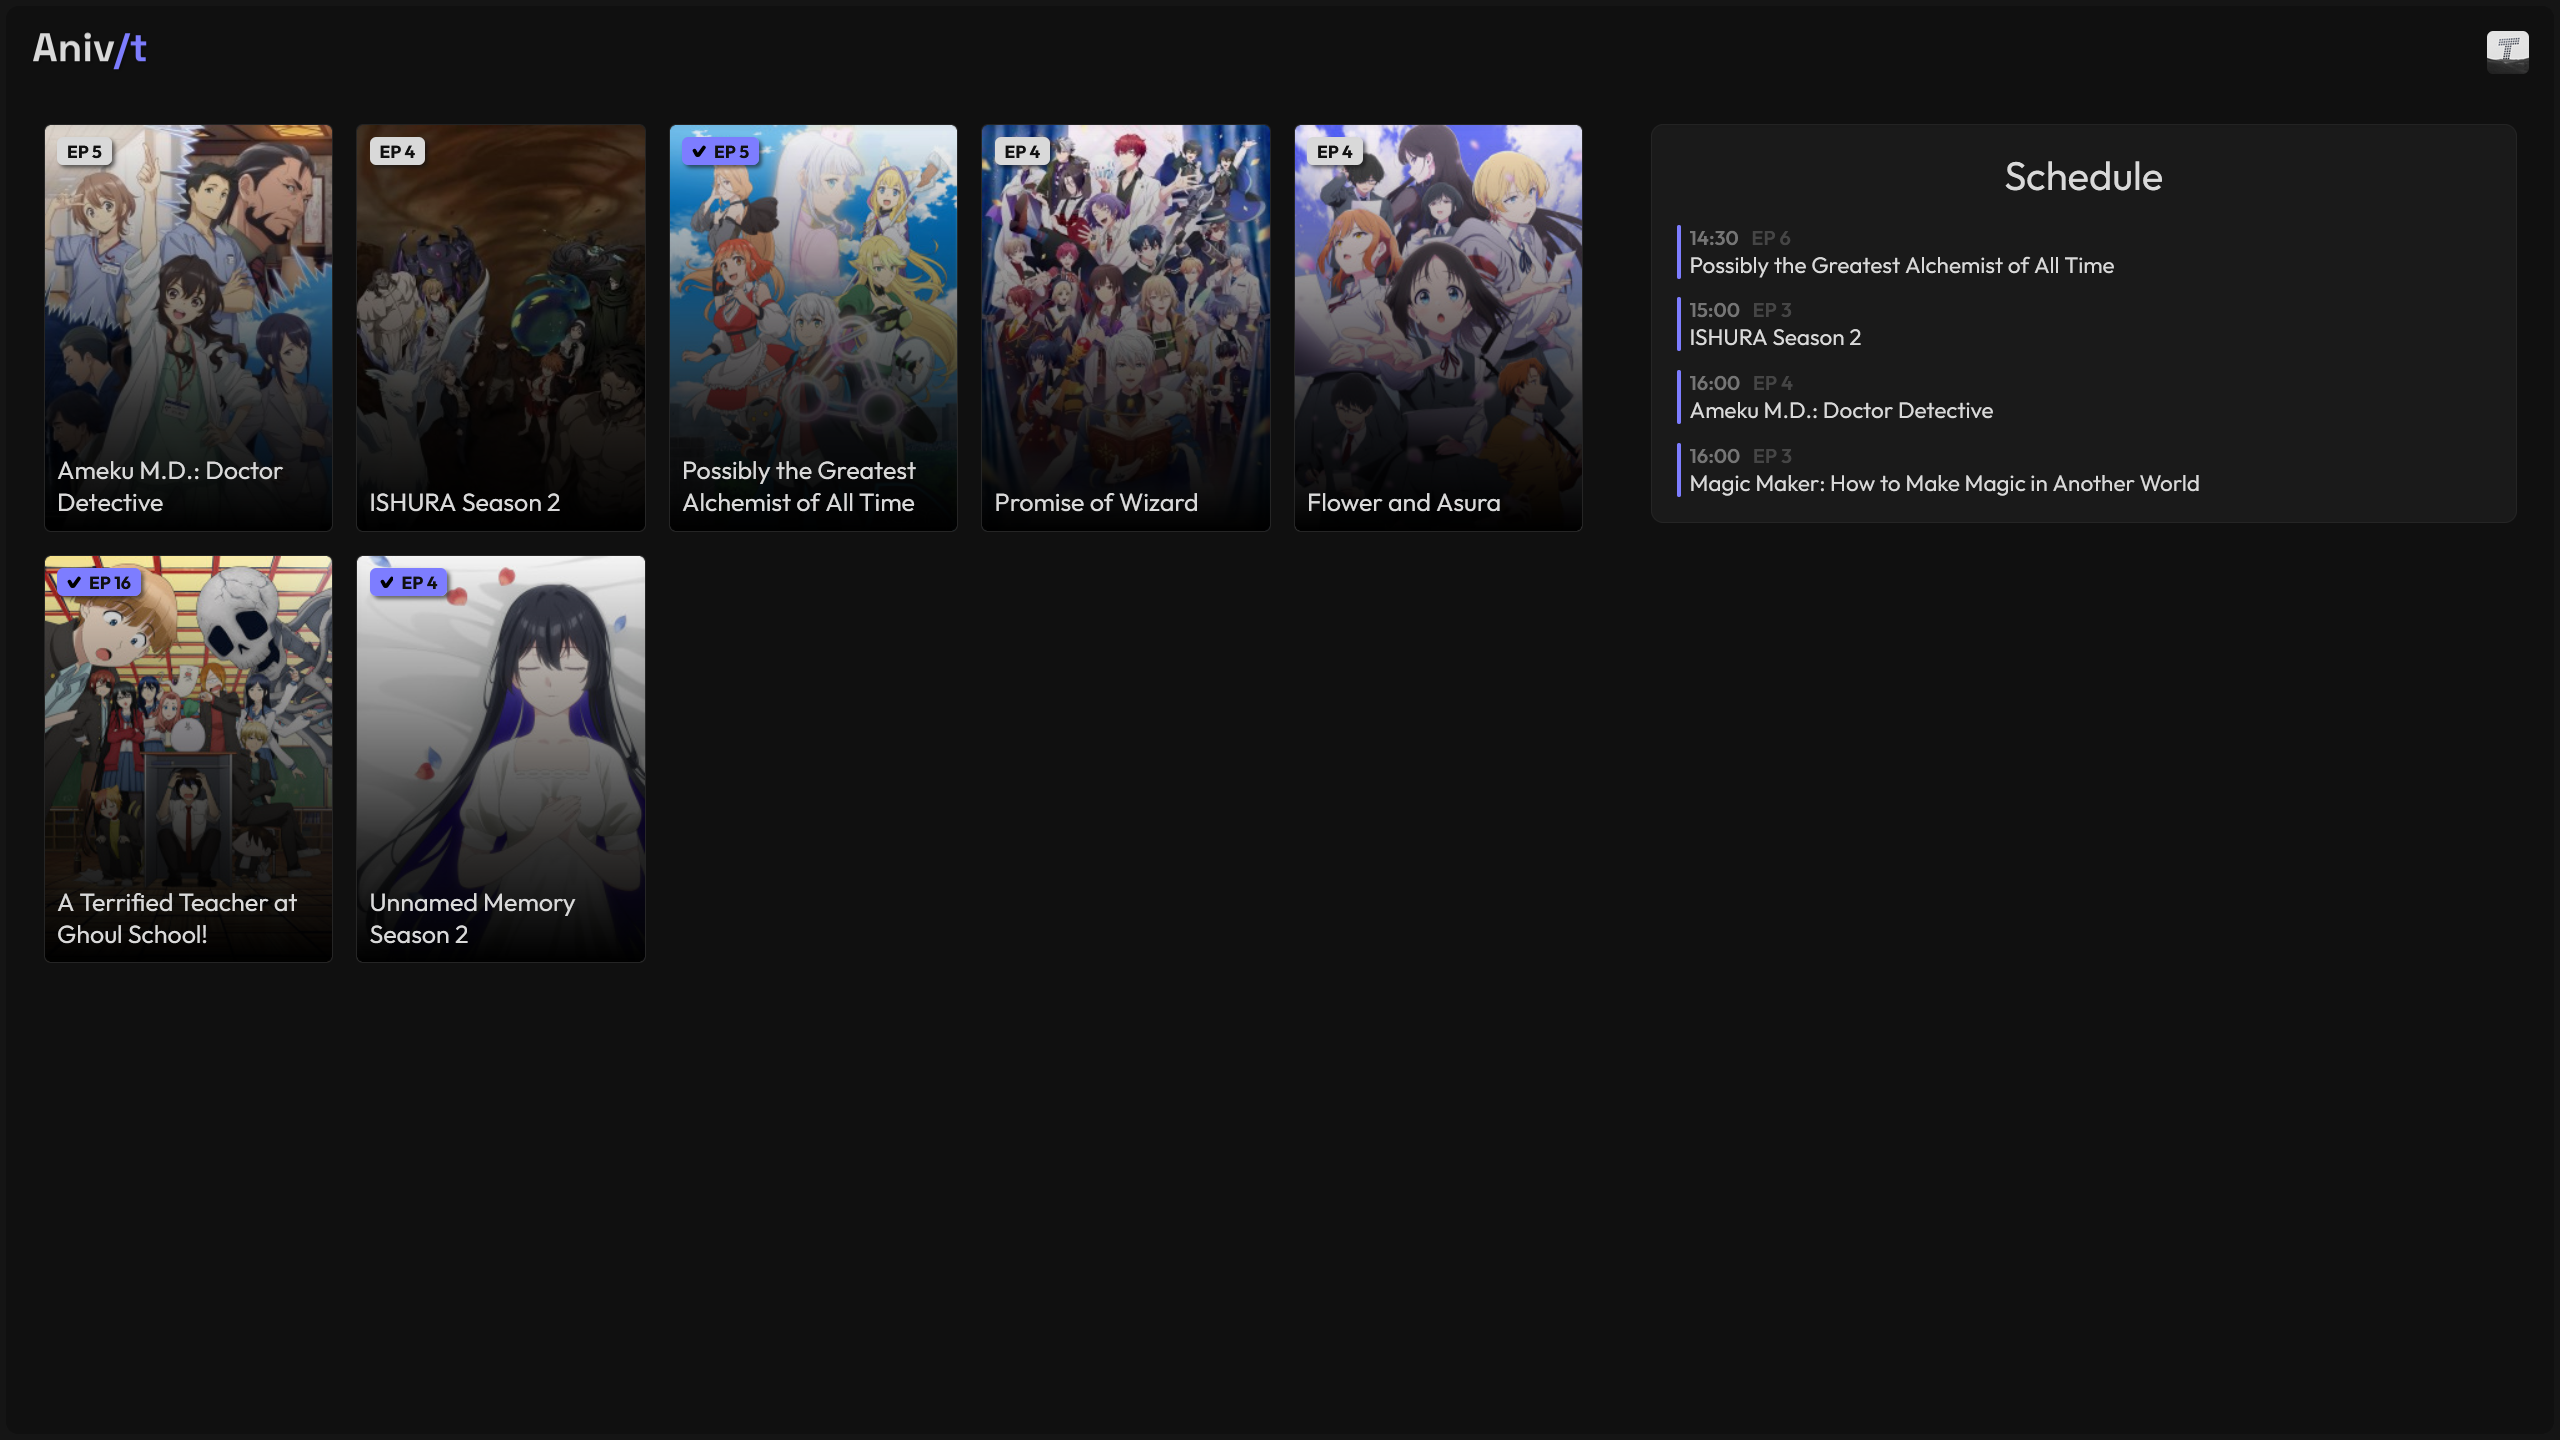 Aniv/t
EP 5
Ameku M.D.: Doctor
Detective
EP 4
ISHURA Season 2
EP 5
Possibly the Greatest
Alchemist of All Time
EP 4
Promise of Wizard
EP 4
Flower and Asura
EP 16
A Terrified Teacher at
Ghoul School!
EP 4
Unnamed Memory
Season 2
Schedule
14:30 EP 6
Possibly the Greatest Alchemist of All Time
15:00 EP 3
ISHURA Season 2
16:00 EP 4
Ameku M.D.: Doctor Detective
16:00 EP 3
Magic Maker: How to Make Magic in Another World
T